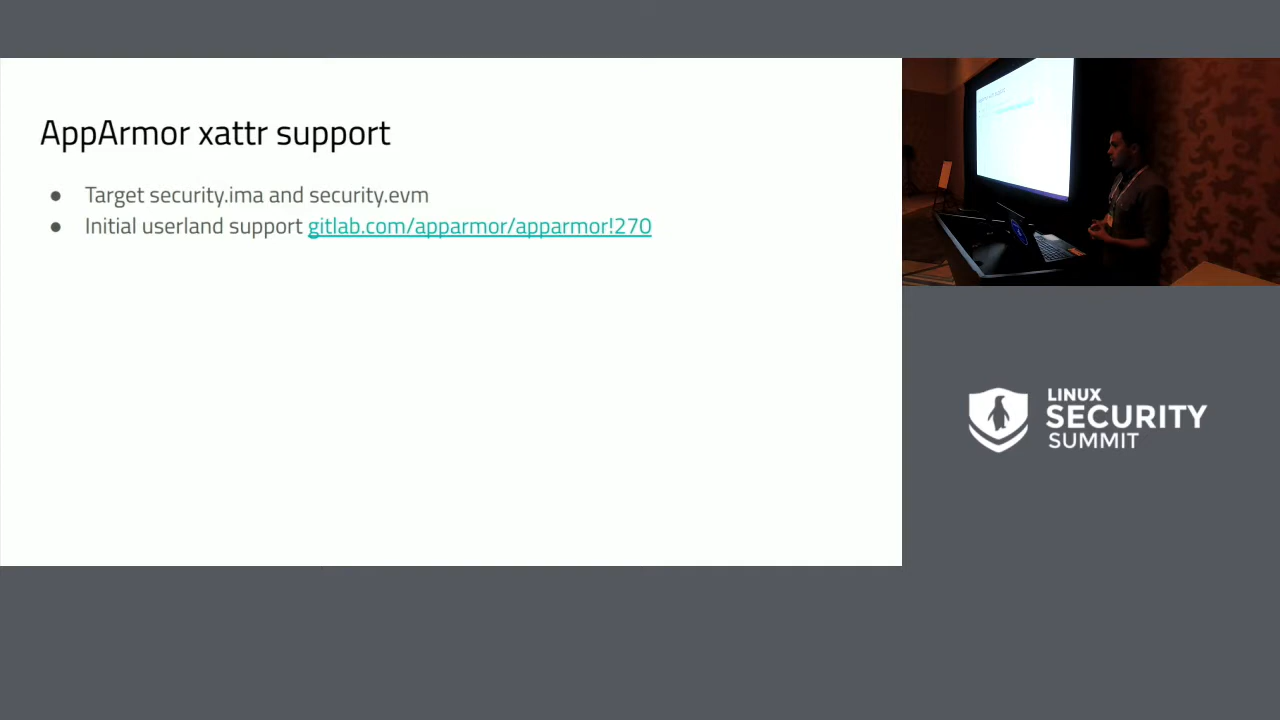 AppArmor xattr support
● Target security.ima and security.evm
● Initial userland support gitlab.com/apparmor/apparmor!270
LINUX
SECURITY
SUMMIT